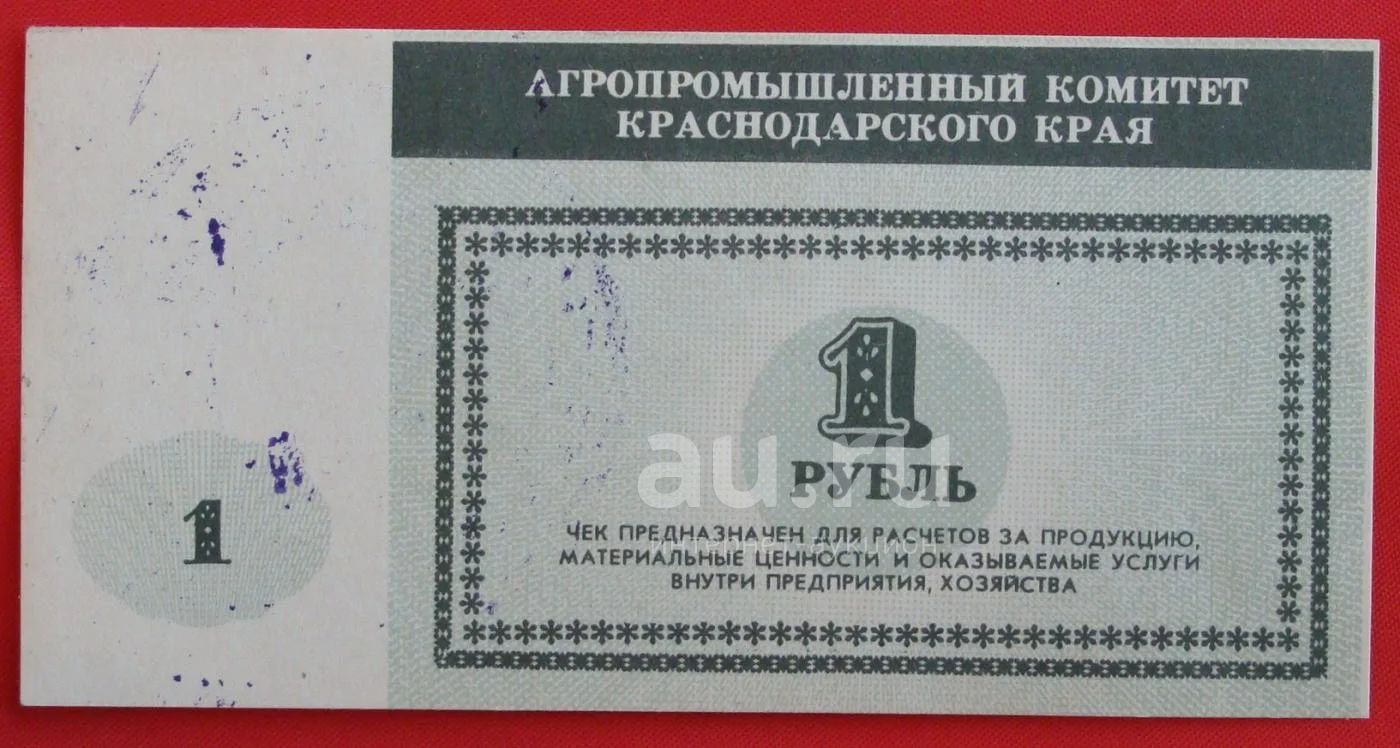 АГРОПРОМЫШЛЕННЫЙ КОМИТЕТ
КРАСНОДАРСКОГО КРАЯ
1
РУБЛЬ
ЧЕК ПРЕДНАЗНАЧЕН ДЛЯ РАСЧЕТОВ ЗА ПРОДУКЦИЮ,
МАТЕРИАЛЬНЫЕ ЦЕННОСТИ И ОКАЗЫВАЕМЫЕ УСЛУГИ
ВНУТРИ ПРЕДПРИЯТИЯ, ХОЗЯЙСТВА
1
au.ru